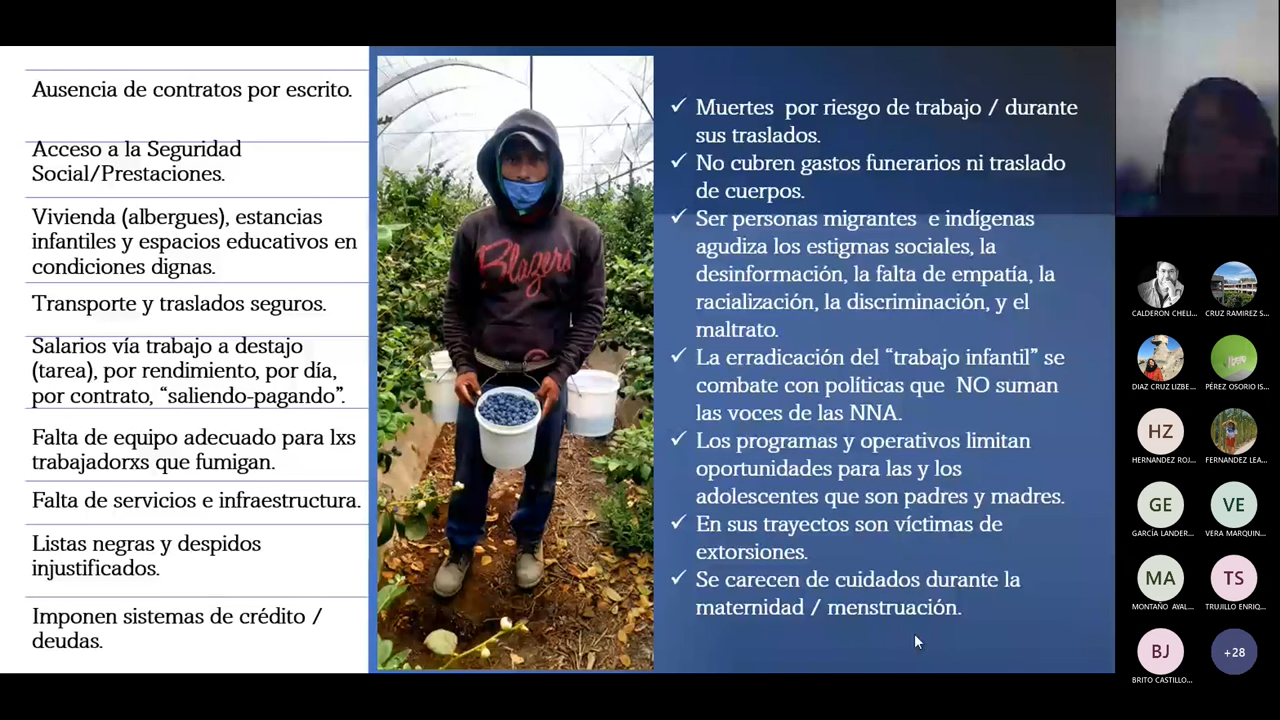 Ausencia de contratos por escrito.
Acceso a la Seguridad
Social/Prestaciones.
Vivienda (albergues), estancias
infantiles y espacios educativos en
condiciones dignas.
Transporte y traslados seguros.
Salarios vía trabajo a destajo
(tarea), por rendimiento, por día,
por contrato, “saliendo-pagando”.
Falta de equipo adecuado para lxs
trabajadorxs que fumigan.
Falta de servicios e infraestructura.
Listas negras y despidos
injustificados.
Imponen sistemas de crédito /
deudas.
Blazers
✓ Muertes por riesgo de trabajo / durante
sus traslados.
✓ No cubren gastos funerarios ni traslado
de cuerpos.
✓ Ser personas migrantes e indígenas
agudiza los estigmas sociales, la
desinformación, la falta de empatía, la
racialización, la discriminación, y el
maltrato.
✓ La erradicación del “trabajo infantil” se
combate con políticas que NO suman
las voces de las NNA.
✓ Los programas y operativos limitan
oportunidades para las y los
adolescentes que son padres y madres.
✓ En sus trayectos son víctimas de
extorsiones.
✓ Se carecen de cuidados durante la
maternidad / menstruación.
CALDERON CHELI...
CRUZ RAMIREZ S...
DIAZ CRUZ LIZBE...
PÉREZ OSORIO IS...
HZ
HERNANDEZ ROJ...
FERNANDEZ LEA...
GE
GARCÍA LANDER...
VE
VERA MARQUIN...
MA
MONTAÑO AYAL...
TS
TRUJILLO ENRIQ...
BJ
BRITO CASTILLO...
+28